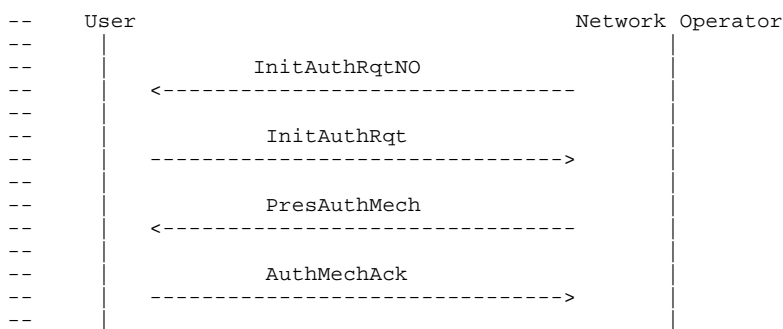 --    User                                  Network Operator
--      |                                           |
--      |           InitAuthRqtNO                   |
--      |   <--------------------------------       |
--      |                                           |
--      |            InitAuthRqt                    |
--      |   -------------------------------->       |
--      |                                           |
--      |            PresAuthMech                   |
--      |   <--------------------------------       |
--      |                                           |
--      |            AuthMechAck                    |
--      |   -------------------------------->       |
--      |                                           |